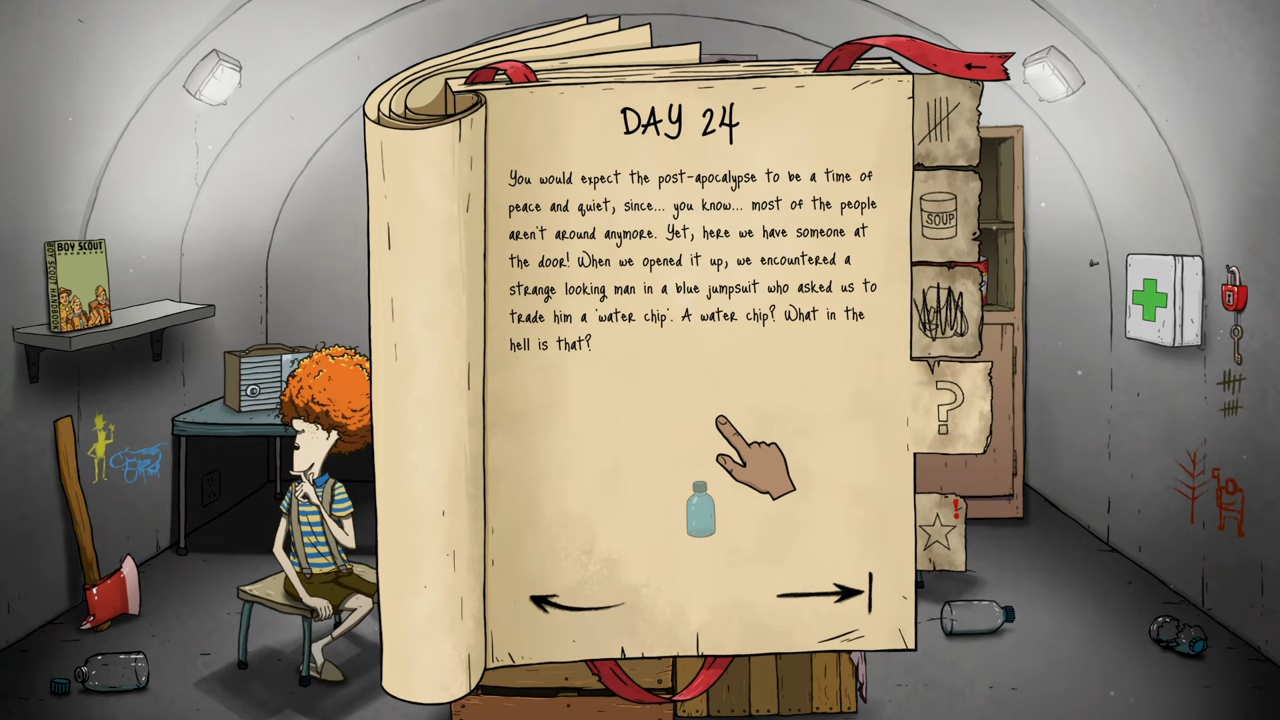 DAY 24
You would expect the post-apocalypse to be a time of
peace and quiet, since... you know... most of the people
aren't around anymore. Yet, here we have someone at
the door! When we opened it up, we encountered a
strange looking man in a blue jumpsuit who asked us to
trade him a 'water chip'. A water chip? What in the
hell is that?
SOUP
?
!
BOY SCOUT
BOY SCOUT HANDBOOK